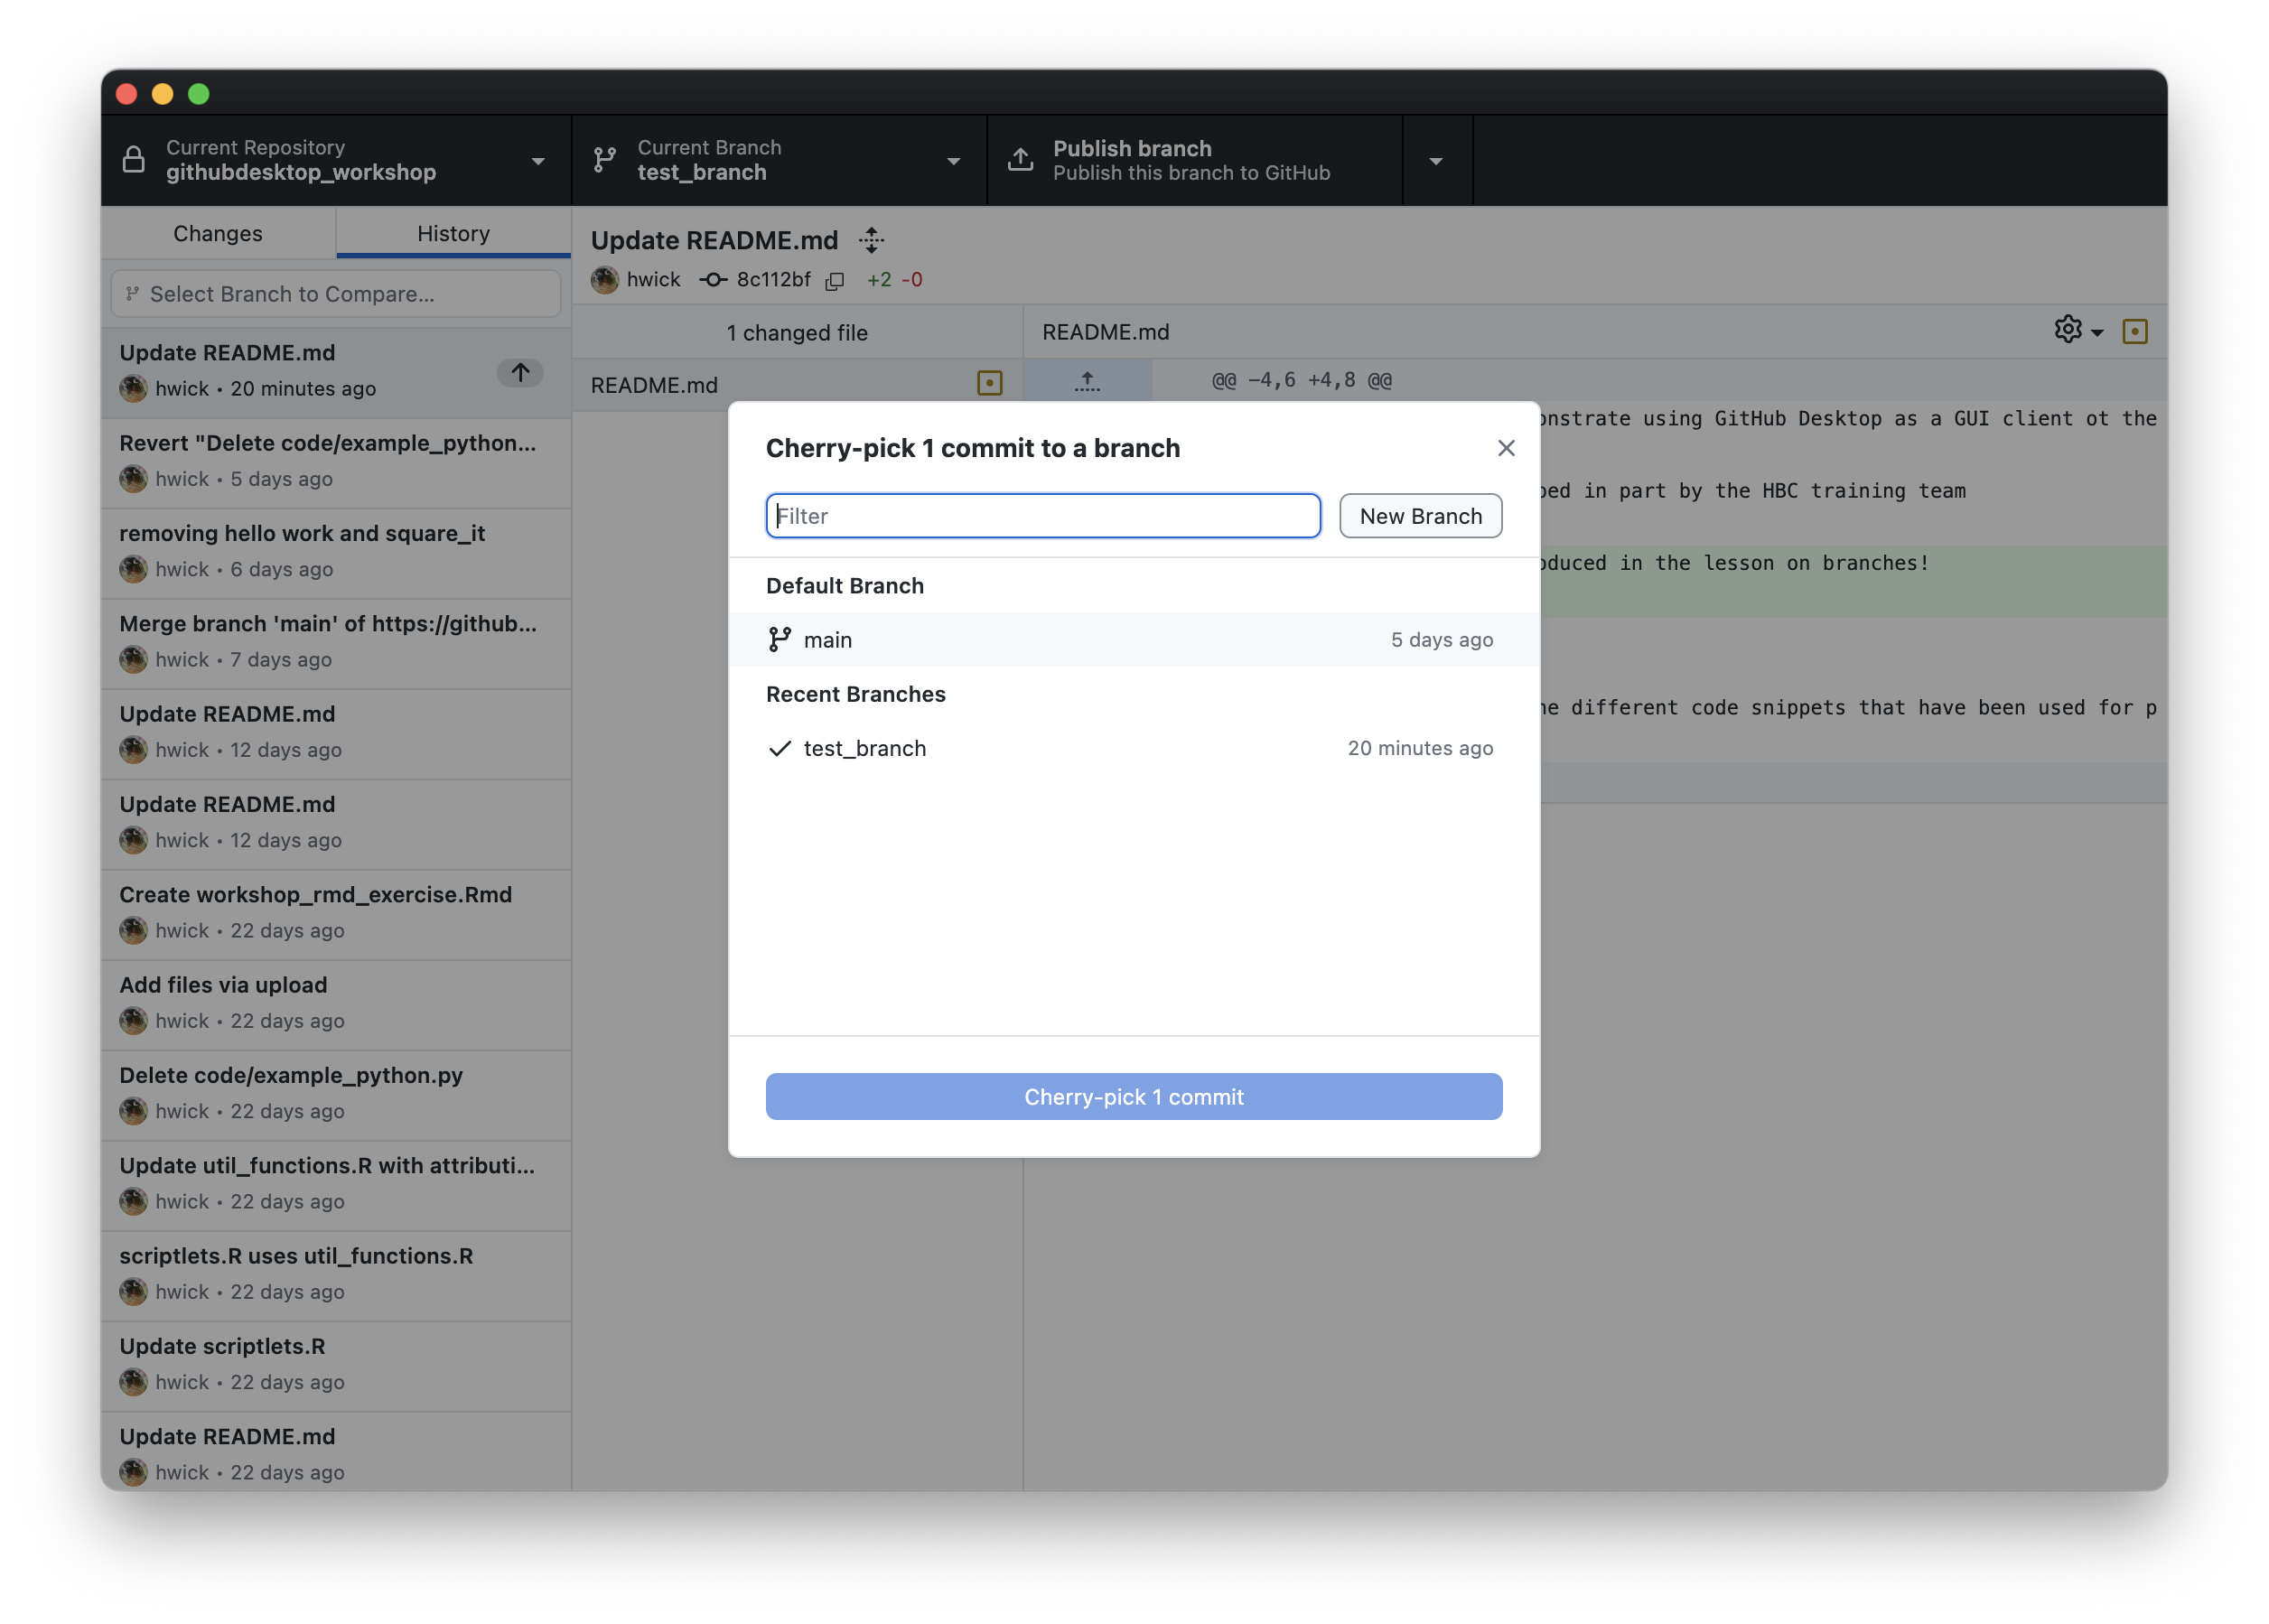 Current Repository
githubdesktop_workshop
Current Branch
test_branch
Publish branch
Publish this branch to GitHub
Changes
History
Select Branch to Compare...
Update README.md
hwick • 20 minutes ago
Revert "Delete code/example_python...
hwick • 5 days ago
removing hello work and square_it
hwick • 6 days ago
Merge branch 'main' of https://github...
hwick • 7 days ago
Update README.md
hwick • 12 days ago
Update README.md
hwick • 12 days ago
Create workshop_rmd_exercise.Rmd
hwick • 22 days ago
Add files via upload
hwick • 22 days ago
Delete code/example_python.py
hwick • 22 days ago
Update util_functions.R with attributi...
hwick • 22 days ago
scriptlets.R uses util_functions.R
hwick • 22 days ago
Update scriptlets.R
hwick • 22 days ago
Update README.md
hwick • 22 days ago
Update README.md
hwick 8c112bf +2 -0
1 changed file
README.md
README.md
@@ -4,6 +4,8 @@
using GitHub Desktop as a GUI client ot the
in part by the HBC training team
in the lesson on branches!
different code snippets that have been used for p
Cherry-pick 1 commit to a branch
Filter
New Branch
Default Branch
main 5 days ago
Recent Branches
test_branch 20 minutes ago
Cherry-pick 1 commit